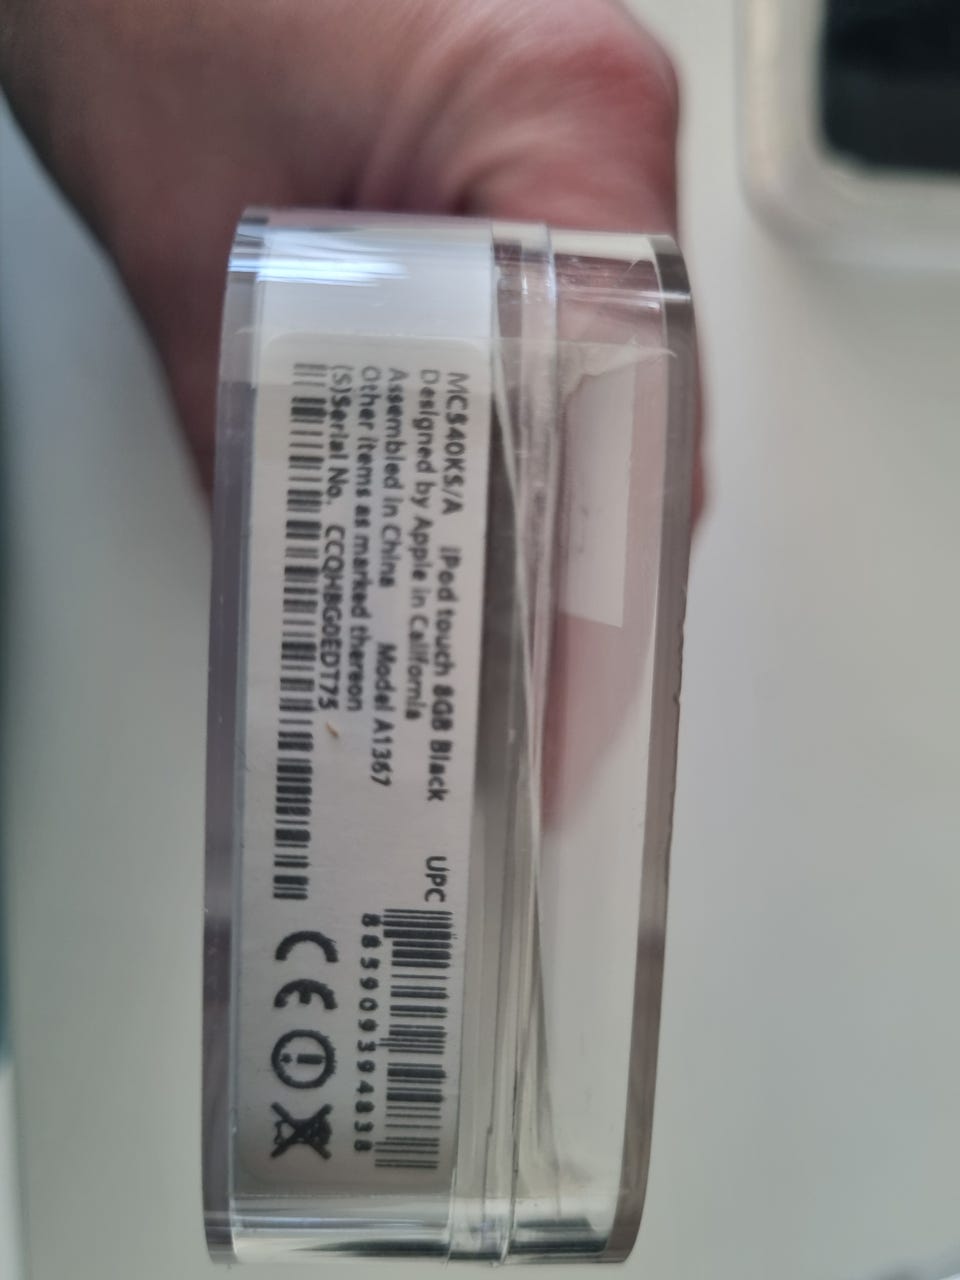 MC540KS/A iPod touch 8GB Black
Designed by Apple in California
Assembled in China Model A1367
Other items as marked thereon
(S)Serial No. CCQHBG0EDT75
UPC
885909394838
CE